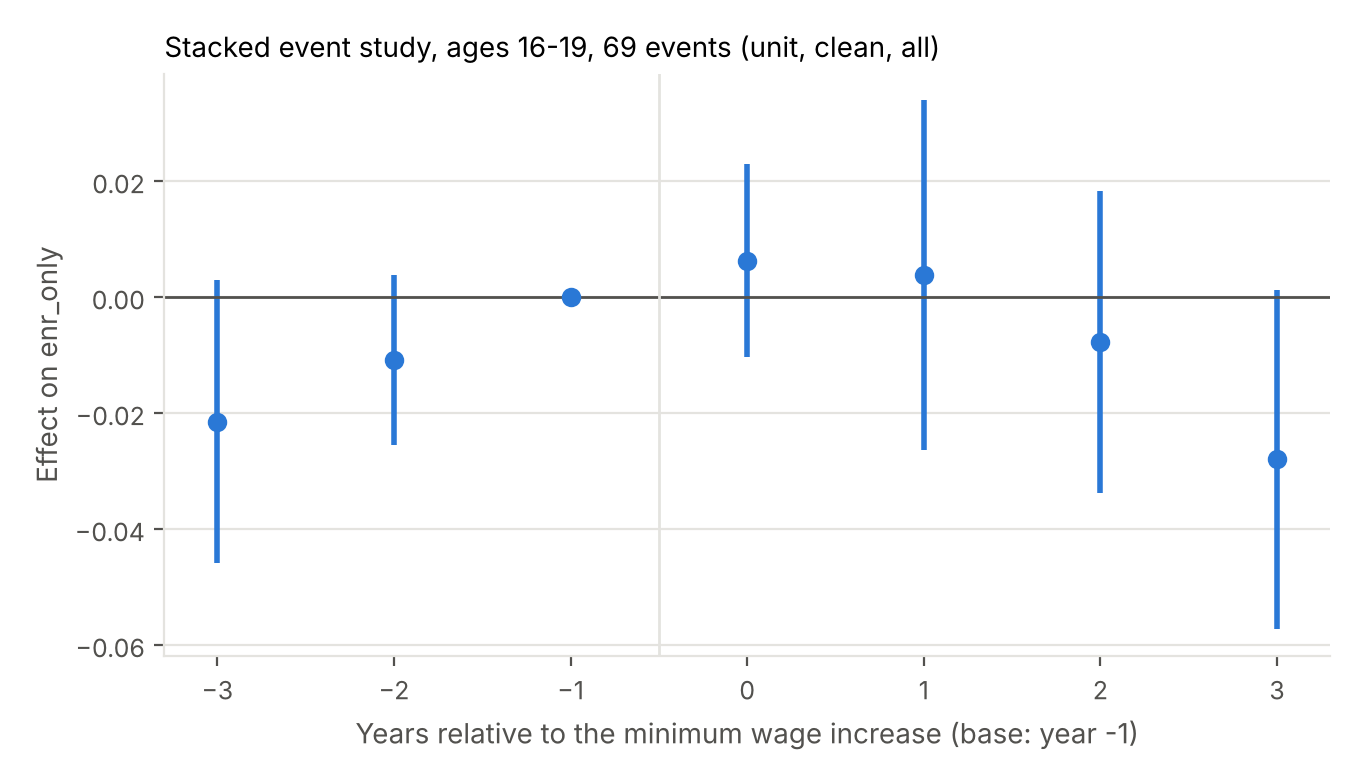 Stacked event study, ages 16-19, 69 events (unit, clean, all)
Effect on enr_only
0.02
0.00
−0.02
−0.04
−0.06
−3 −2 −1 0 1 2 3
Years relative to the minimum wage increase (base: year -1)